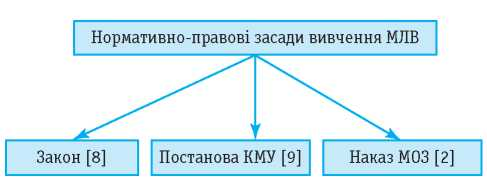 Нормативно-правові засади вивчення МЛВ
Закон [8]
Постанова КМУ [9]
Наказ МОЗ [2]